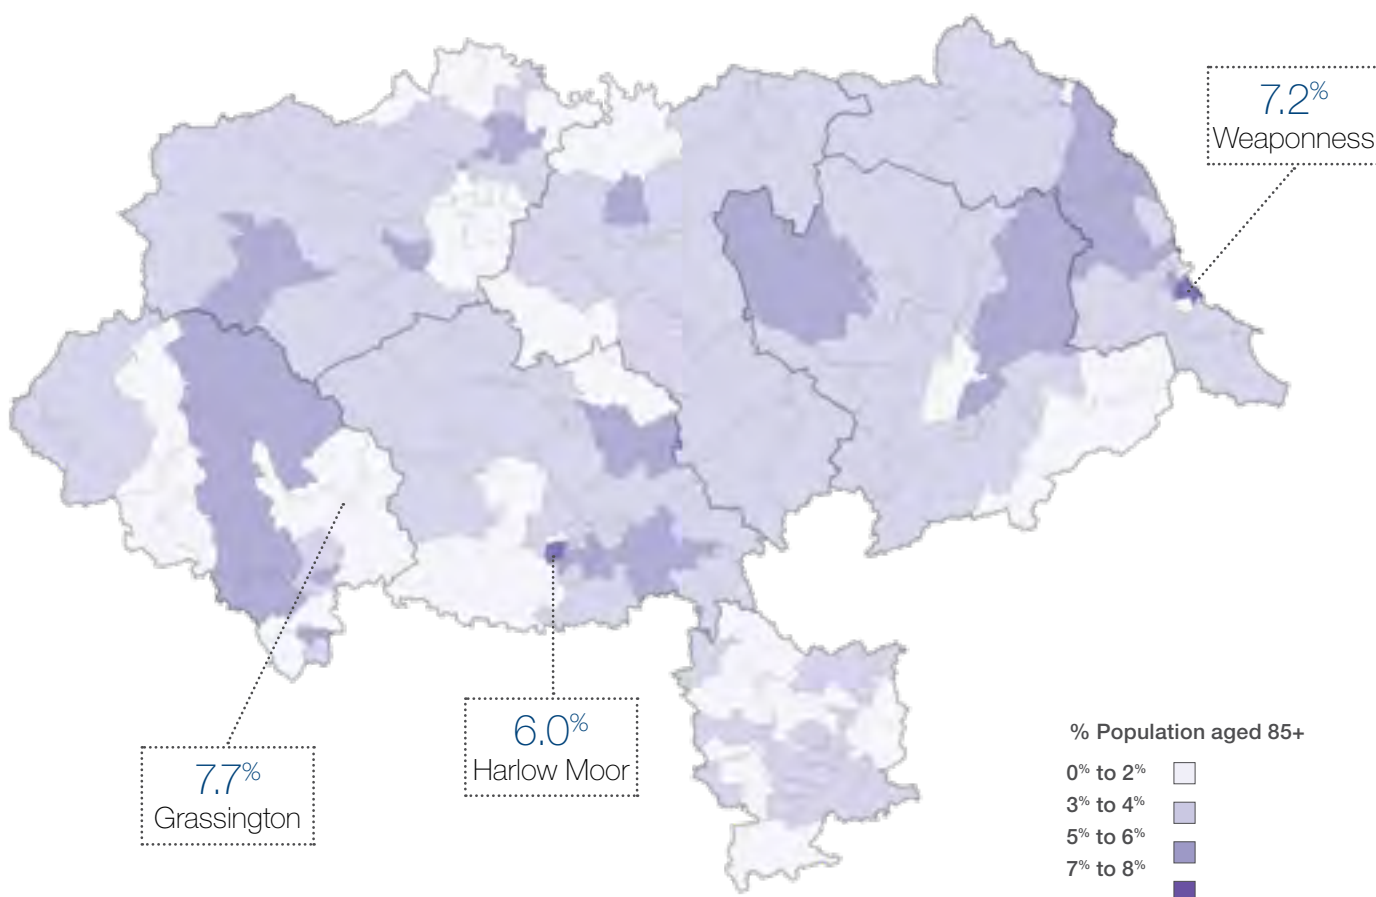 7.2%
Weaponness
6.0%
Harlow Moor
7.7%
Grassington
% Population aged 85+
0% to 2%
3% to 4%
5% to 6%
7% to 8%